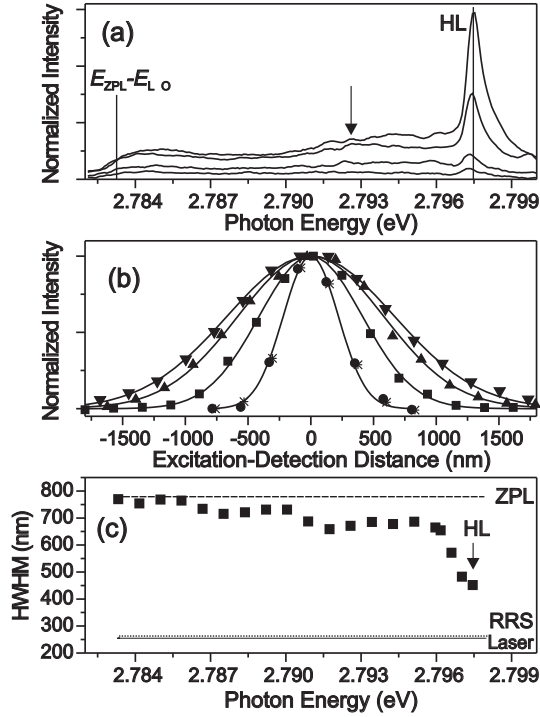 (a)
HL
E_ZPL-E_L O
Normalized Intensity
2.784 2.787 2.790 2.793 2.796 2.799
Photon Energy (eV)
(b)
Normalized Intensity
-1500 -1000 -500 0 500 1000 1500
Excitation-Detection Distance (nm)
800
700
600
500
400
300
200
HWHM (nm)
ZPL
(c)
HL
RRS
Laser
2.784 2.787 2.790 2.793 2.796 2.799
Photon Energy (eV)